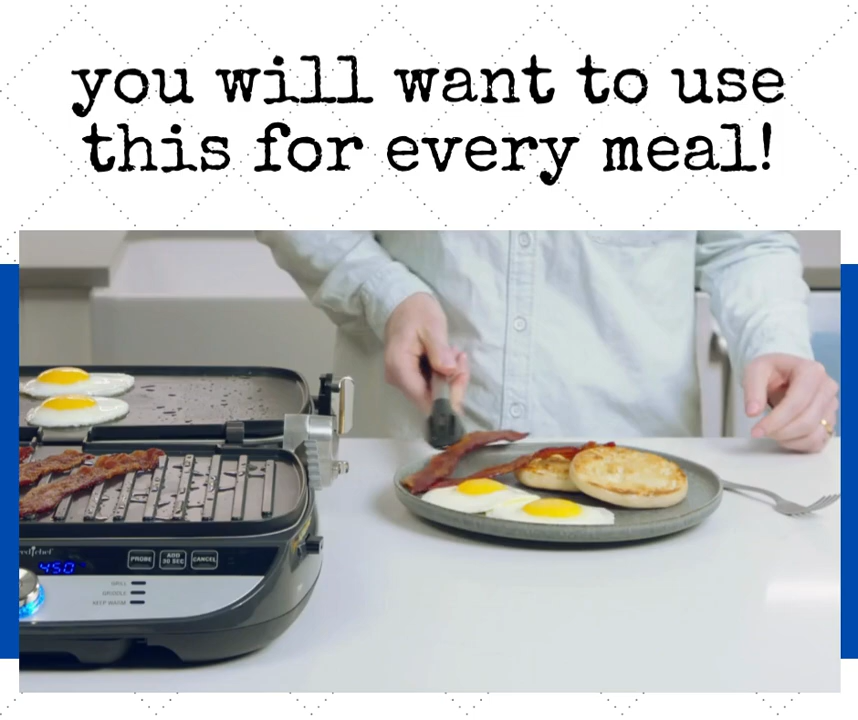 you will want to use
this for every meal!
450
PROBE
ADD
30 SEC
CANCEL
GRILL
GRIDDLE
KEEP WARM